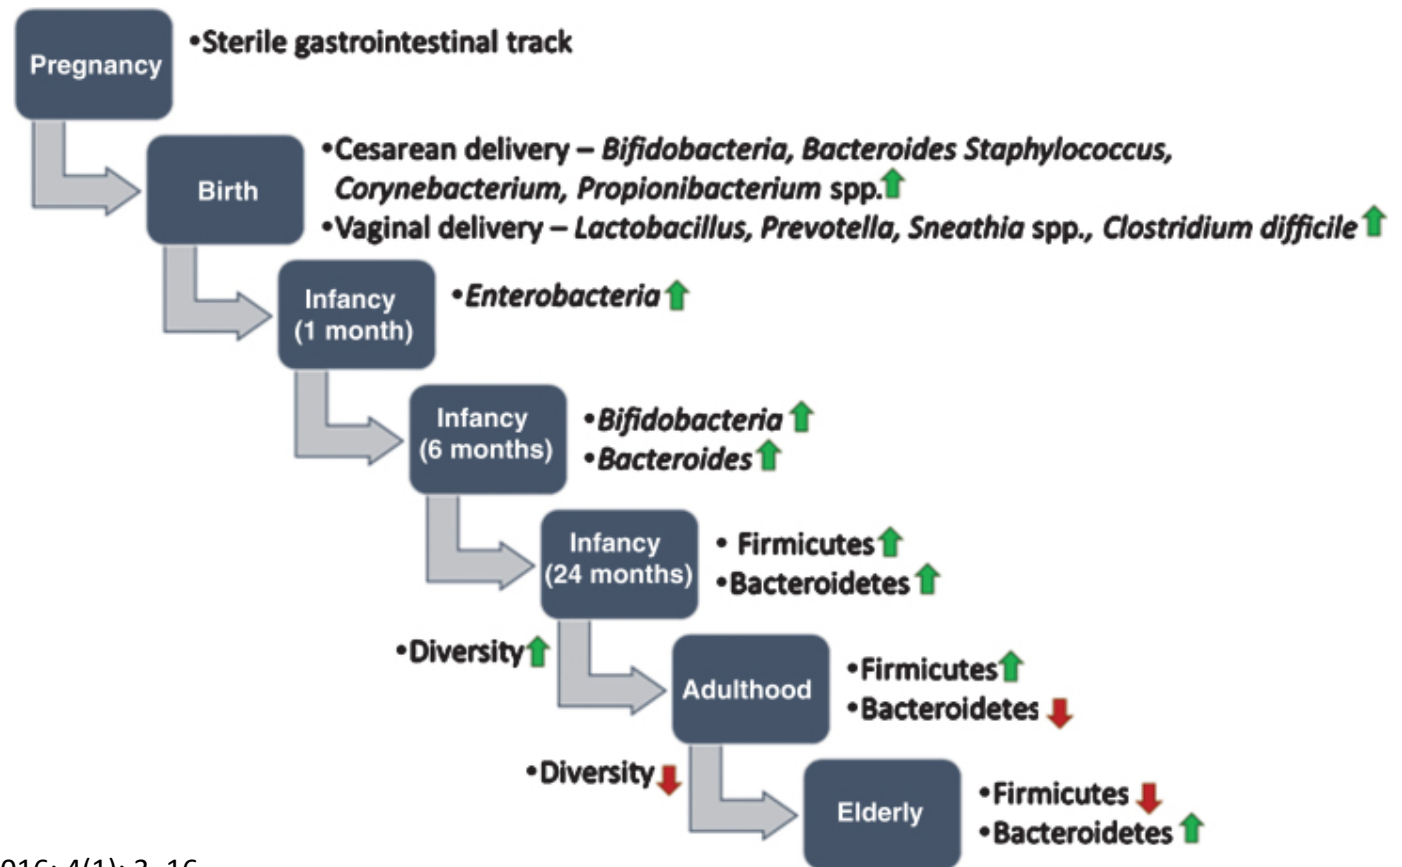 Pregnancy
•Sterile gastrointestinal track
Birth
•Cesarean delivery – Bifidobacteria, Bacteroides Staphylococcus,
Corynebacterium, Propionibacterium spp.
•Vaginal delivery – Lactobacillus, Prevotella, Sneathia spp., Clostridium difficile
Infancy
(1 month)
•Enterobacteria
Infancy
(6 months)
•Bifidobacteria
•Bacteroides
Infancy
(24 months)
• Firmicutes
•Bacteroidetes
•Diversity
Adulthood
•Firmicutes
•Bacteroidetes
•Diversity
Elderly
•Firmicutes
•Bacteroidetes